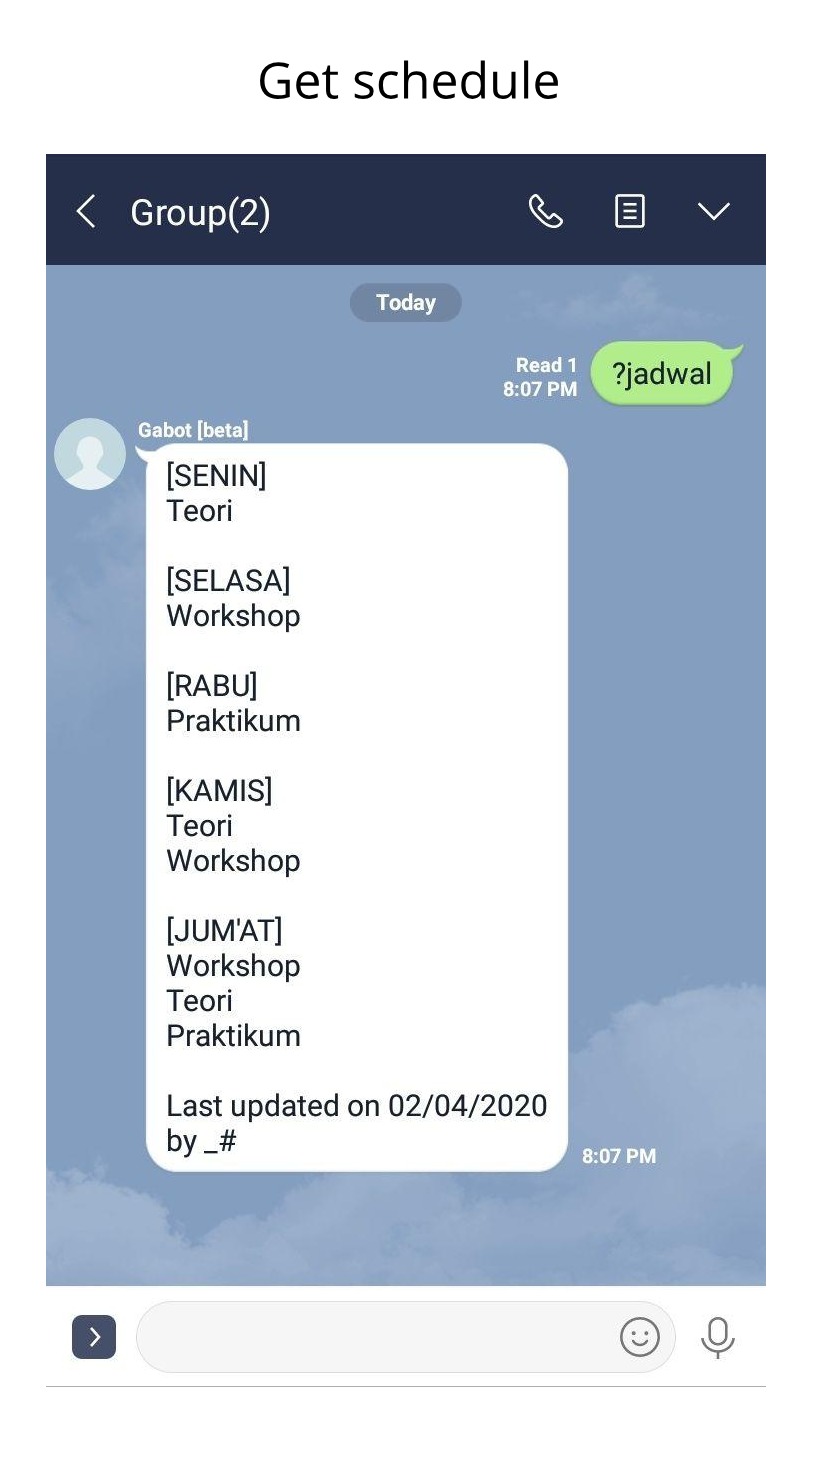 Get schedule
Group(2)
Today
Read 1
8:07 PM
?jadwal
Gabot [beta]
[SENIN]
Teori
[SELASA]
Workshop
[RABU]
Praktikum
[KAMIS]
Teori
Workshop
[JUM'AT]
Workshop
Teori
Praktikum
Last updated on 02/04/2020
by _#
8:07 PM